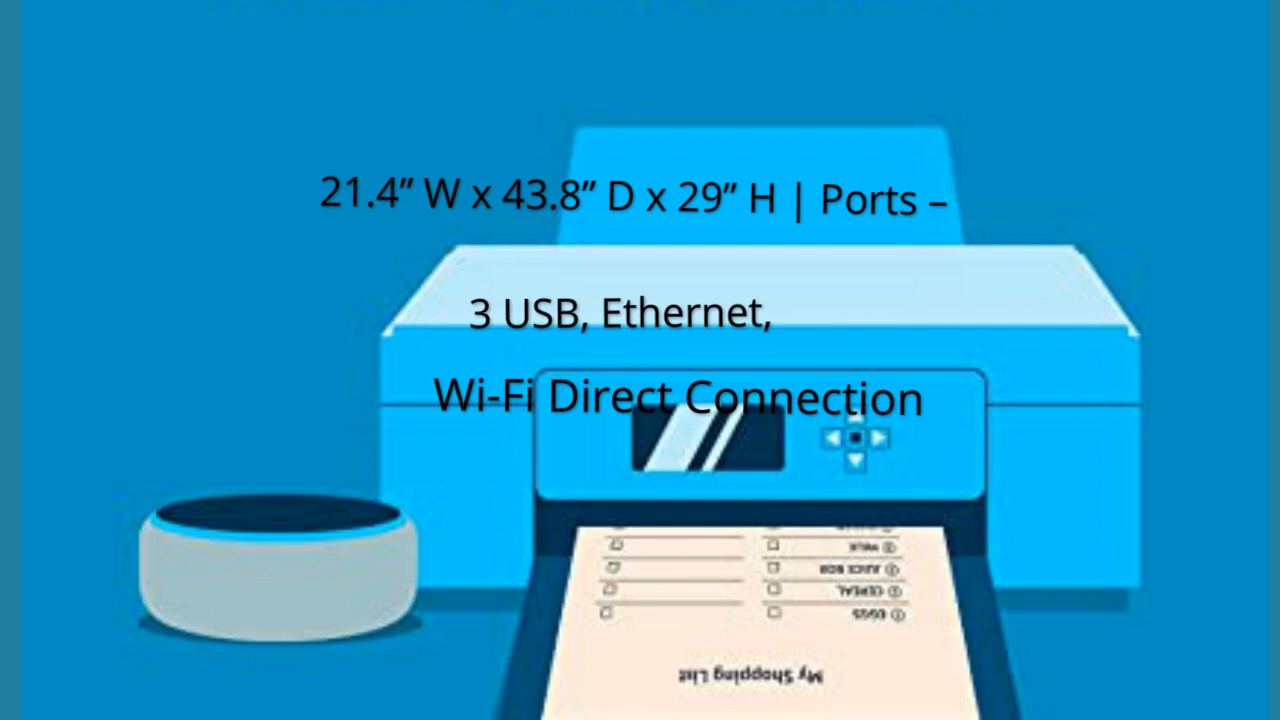 21.4” W x 43.8” D x 29” H | Ports –
3 USB, Ethernet,
Wi-Fi Direct Connection
MILK
JUICE BOX
CEREAL
EGGS
My Shopping List